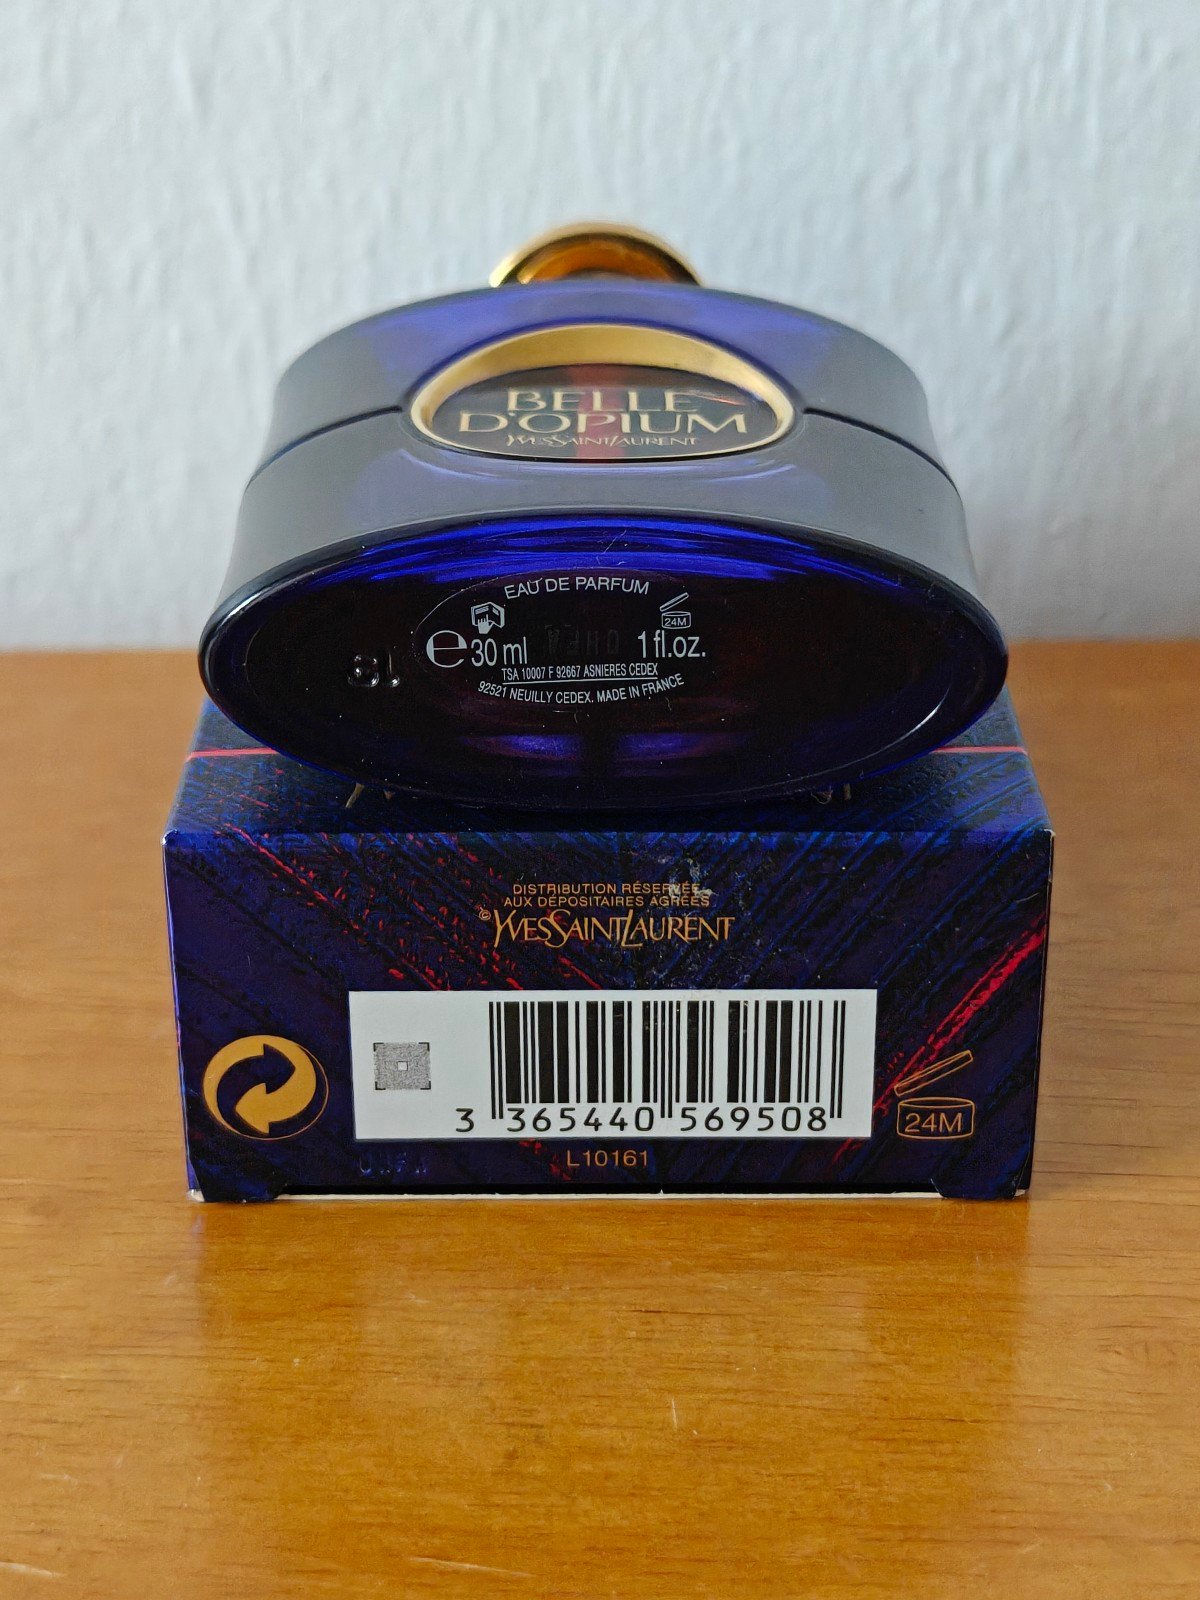 BELLE
D'OPIUM
YVESSAINTLAURENT
EAU DE PARFUM
24M
e 30 ml 1 fl.oz.
TSA 10007 F 92667 ASNIERES CEDEX
92521 NEUILLY CEDEX. MADE IN FRANCE
DISTRIBUTION RÉSERVÉE
AUX DÉPOSITAIRES AGRÉÉS
© YVESSAINTLAURENT
3 365440 569508
24M
L10161